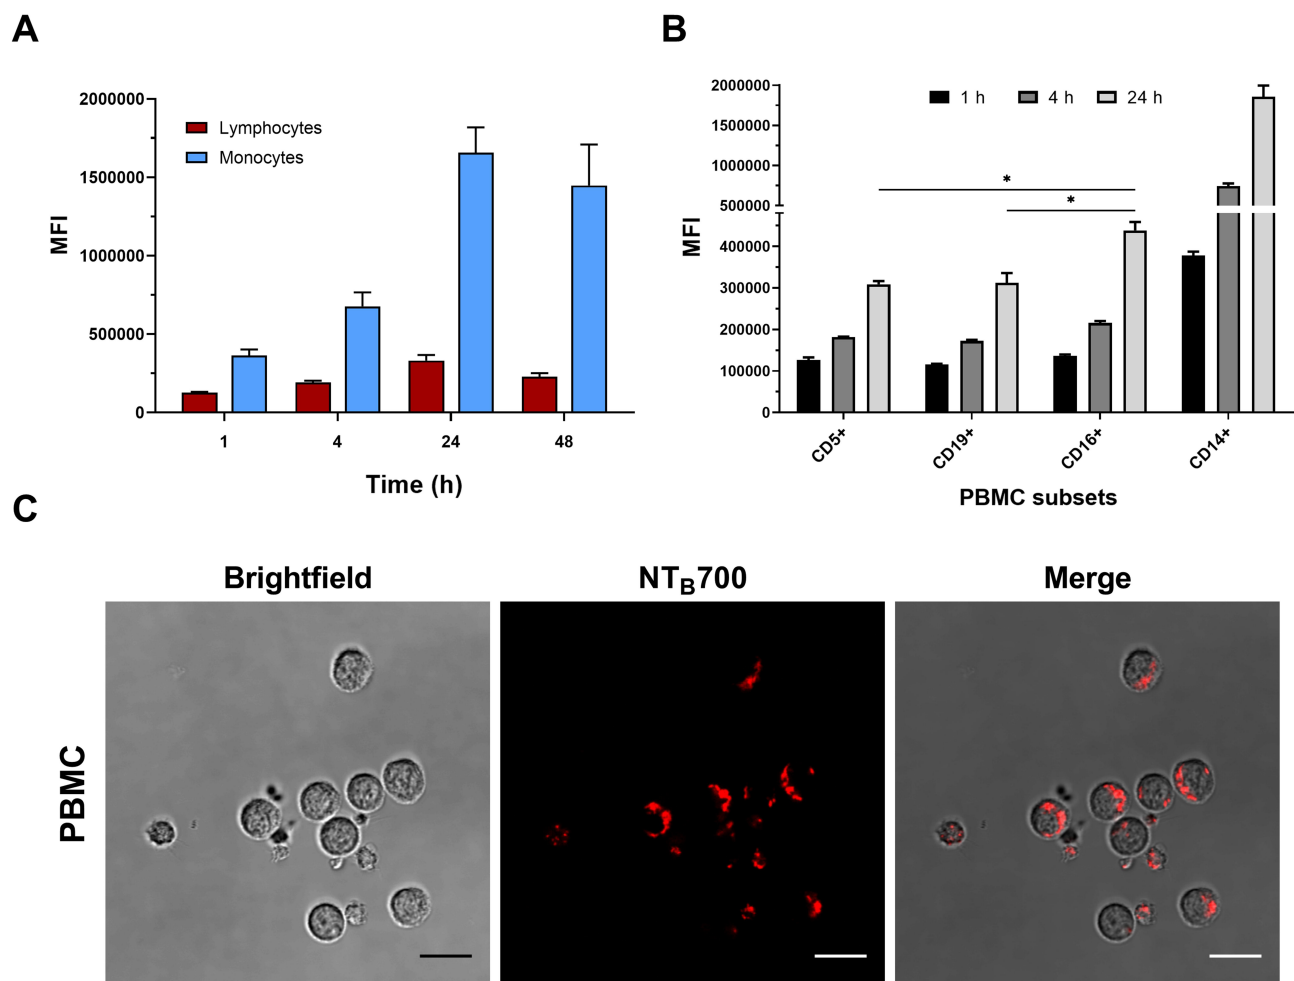 A
2000000
1500000
1000000
500000
0
MFI
Lymphocytes
Monocytes
1
4
24
48
Time (h)
B
2000000
1500000
1000000
500000
400000
300000
200000
100000
0
MFI
1 h
4 h
24 h
*
*
CD5+
CD19+
CD16+
CD14+
PBMC subsets
C
Brightfield
NTB700
Merge
PBMC